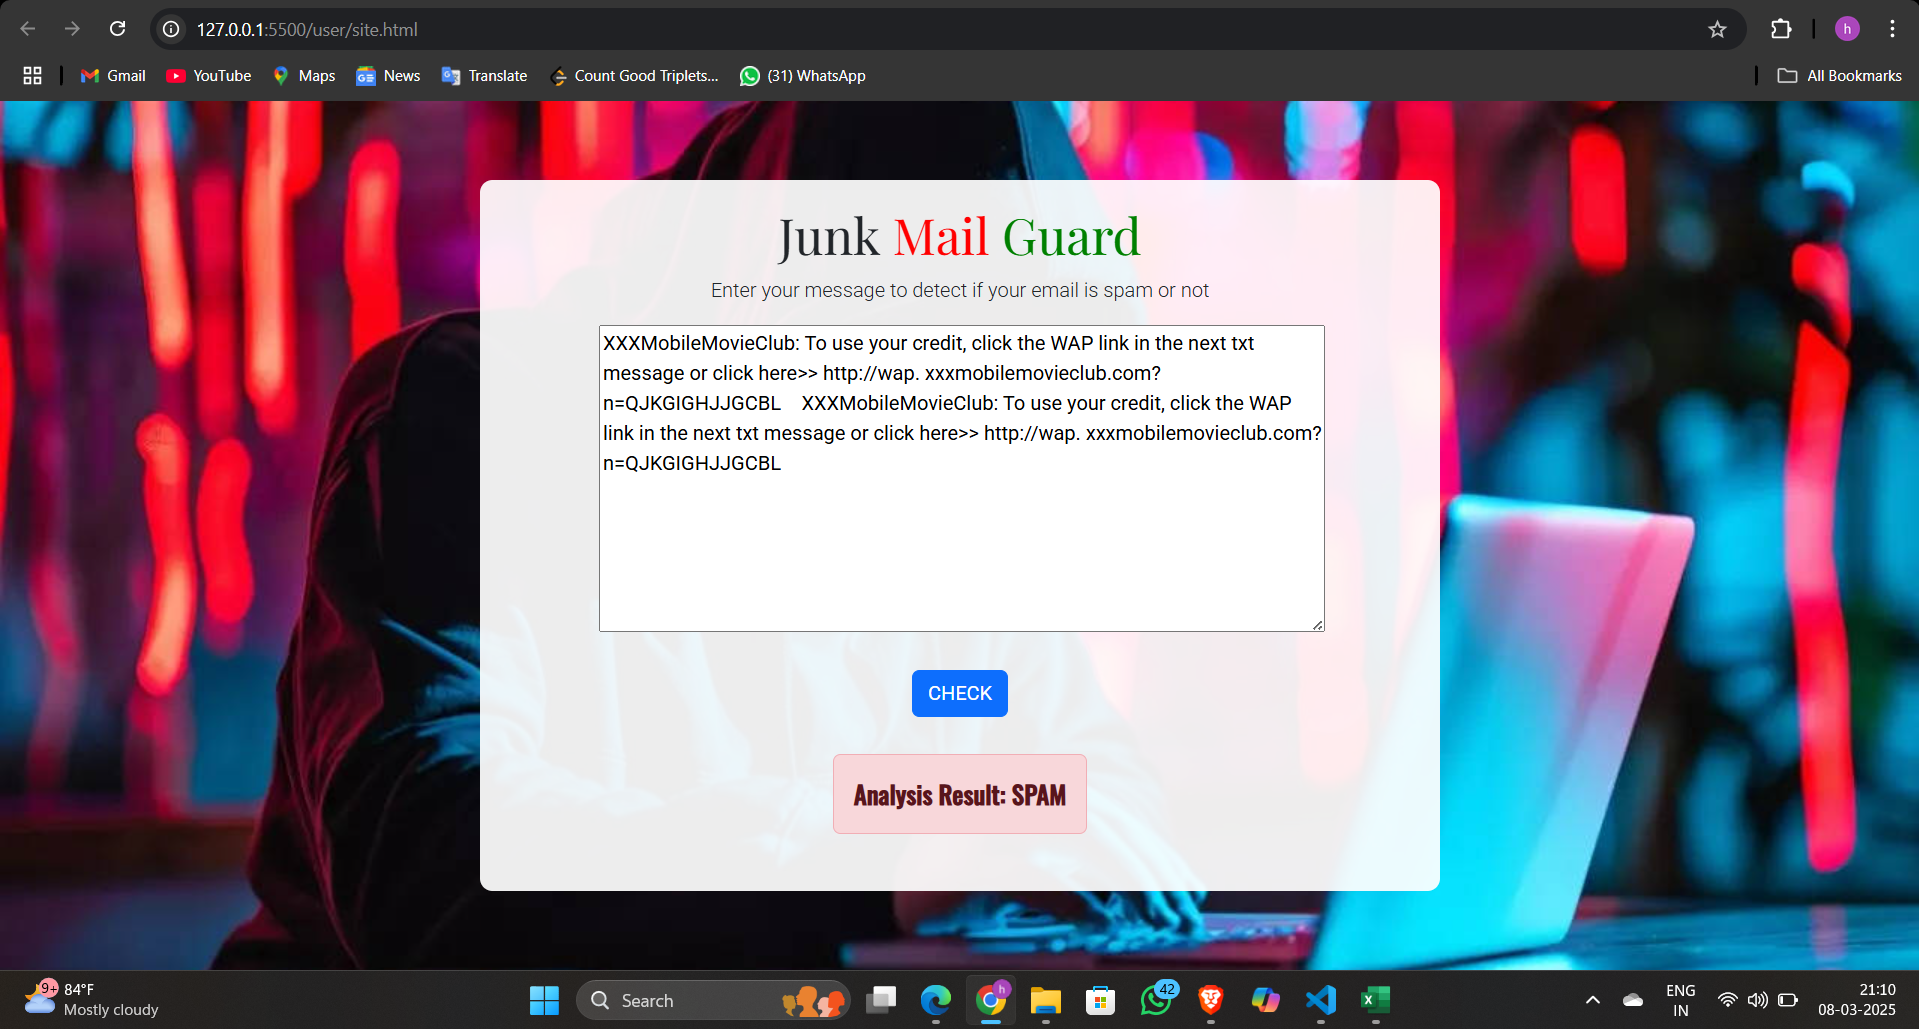 127.0.0.1:5500/user/site.html
h
Gmail
YouTube
Maps
News
Translate
Count Good Triplets...
(31) WhatsApp
All Bookmarks
Junk Mail Guard
Enter your message to detect if your email is spam or not
XXXMobileMovieClub: To use your credit, click the WAP link in the next txt
message or click here>> http://wap. xxxmobilemovieclub.com?
n=QJKGIGHJJGCBL    XXXMobileMovieClub: To use your credit, click the WAP
link in the next txt message or click here>> http://wap. xxxmobilemovieclub.com?
n=QJKGIGHJJGCBL
CHECK
Analysis Result: SPAM
9+
84°F
Mostly cloudy
Search
h
42
ENG
IN
21:10
08-03-2025